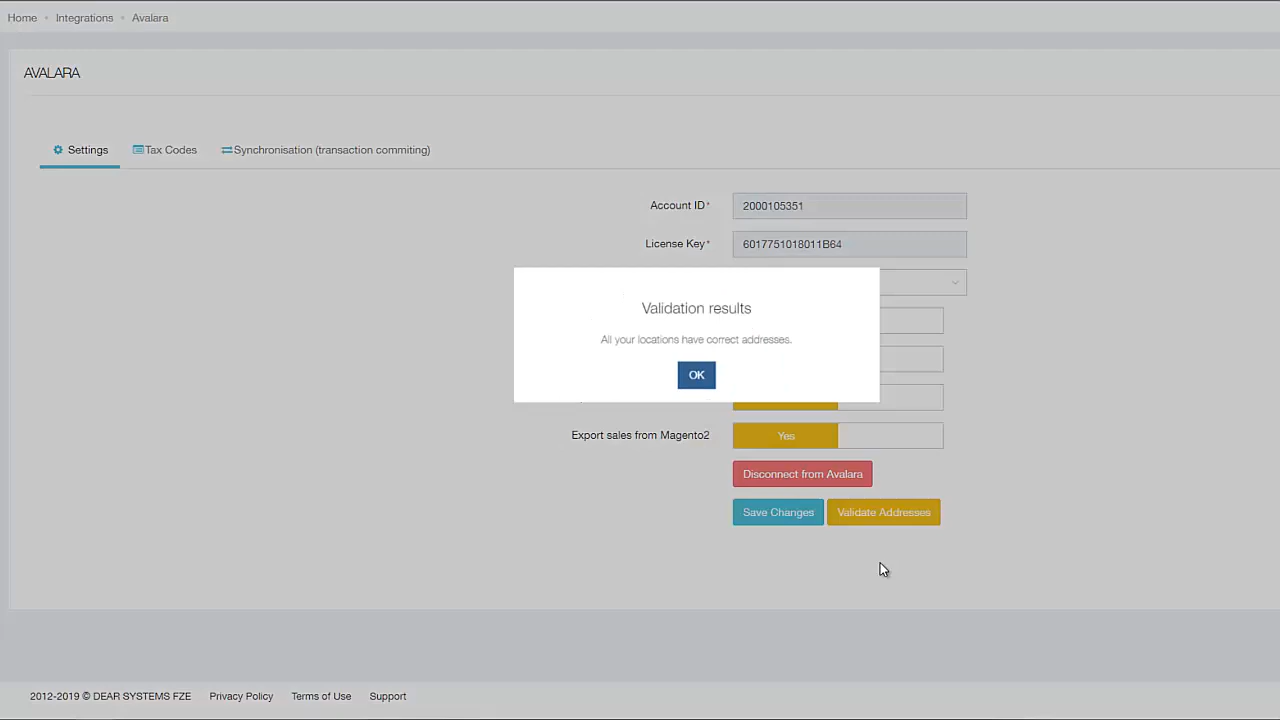 Home • Integrations • Avalara
AVALARA
Settings Tax Codes Synchronisation (transaction commiting)
Account ID* 2000105351
License Key* 6017751018011B64
Validation results
All your locations have correct addresses.
OK
Export sales from Magento2 Yes
Disconnect from Avalara
Save Changes Validate Addresses
2012-2019 © DEAR SYSTEMS FZE Privacy Policy Terms of Use Support